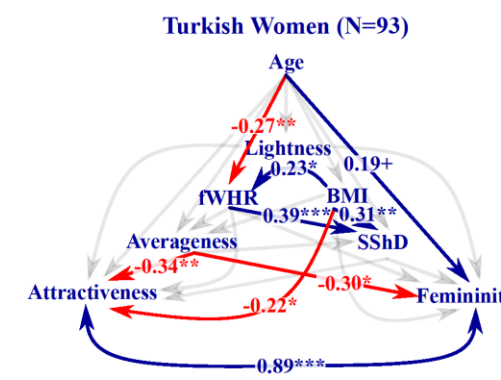 Turkish Women (N=93)
Age
-0.27**
Lightness
0.23*
0.19+
fWHR
BMI
0.39***
0.31**
Averageness
SShD
-0.34**
-0.30*
Attractiveness
-0.22*
Femininit
0.89***